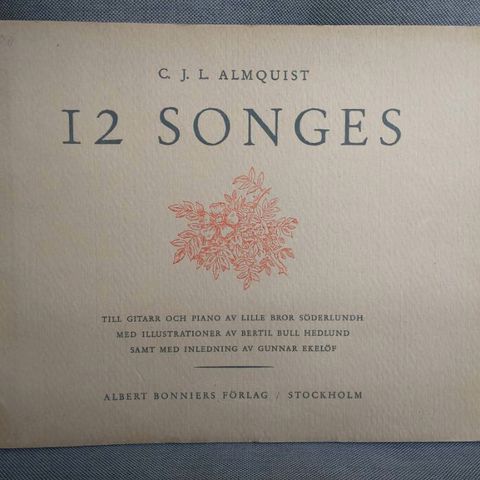 C. J. L. ALMQUIST
12 SONGES
TILL GITARR OCH PIANO AV LILLE BROR SÖDERLUNDH
MED ILLUSTRATIONER AV BERTIL BULL HEDLUND
SAMT MED INLEDNING AV GUNNAR EKELÖF
ALBERT BONNIERS FÖRLAG / STOCKHOLM